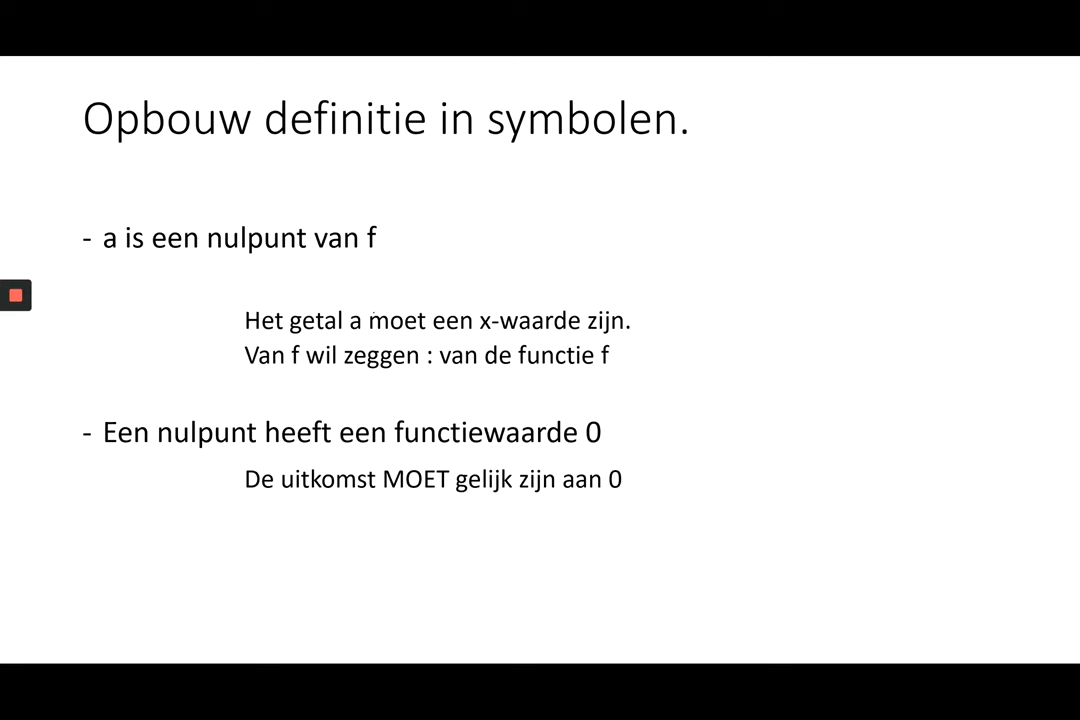 Opbouw definitie in symbolen.
- a is een nulpunt van f
Het getal a moet een x-waarde zijn.
Van f wil zeggen : van de functie f
- Een nulpunt heeft een functiewaarde 0
De uitkomst MOET gelijk zijn aan 0